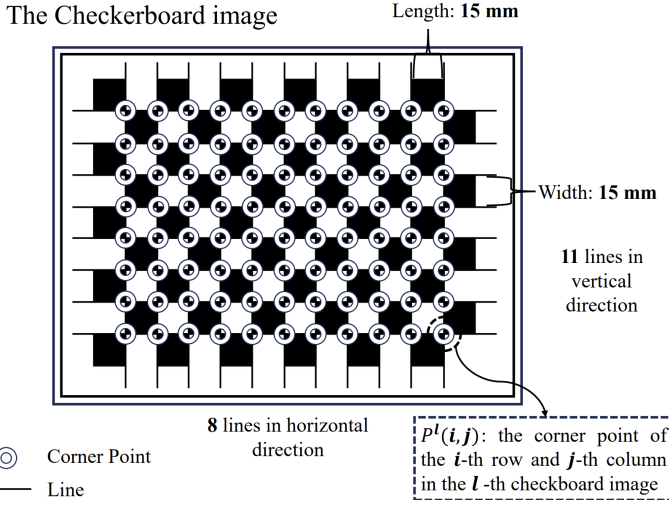 The Checkerboard image
Length: 15 mm
Width: 15 mm
11 lines in
vertical
direction
8 lines in horizontal
direction
Corner Point
Line
P^l(i,j): the corner point of
the i-th row and j-th column
in the l -th checkboard image